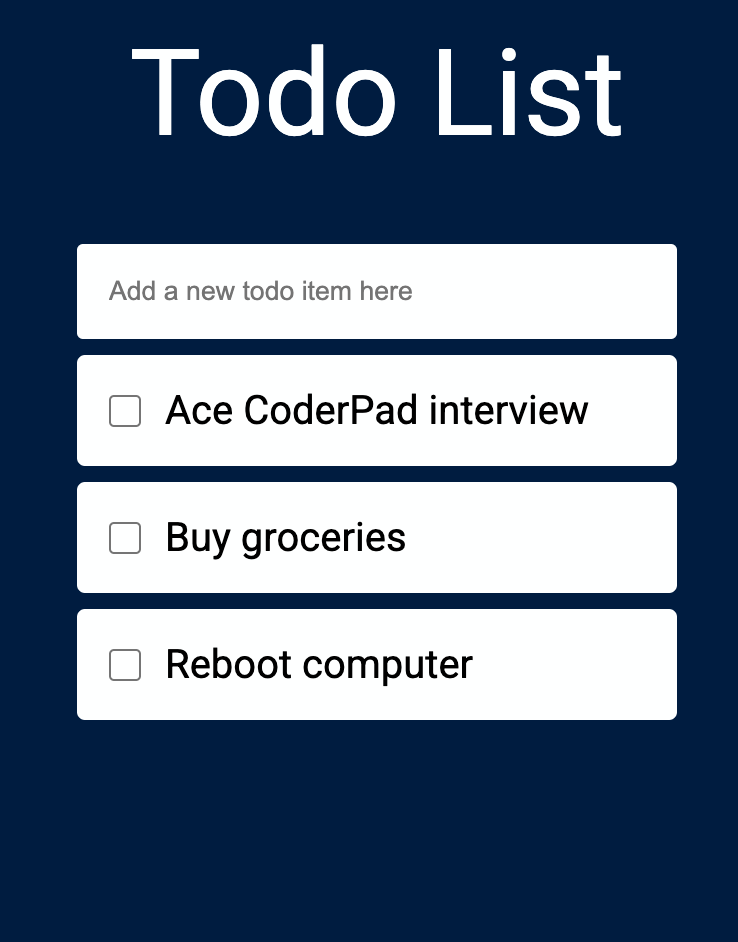 Todo List
Add a new todo item here
Ace CoderPad interview
Buy groceries
Reboot computer